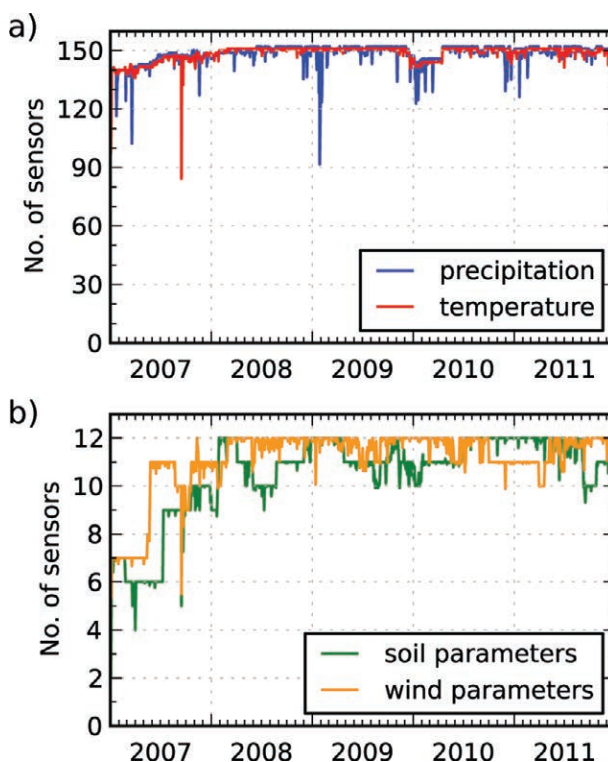 a)
No. of sensors
150
120
90
60
30
0
precipitation
temperature
2007 2008 2009 2010 2011
b)
No. of sensors
12
10
8
6
4
2
0
soil parameters
wind parameters
2007 2008 2009 2010 2011